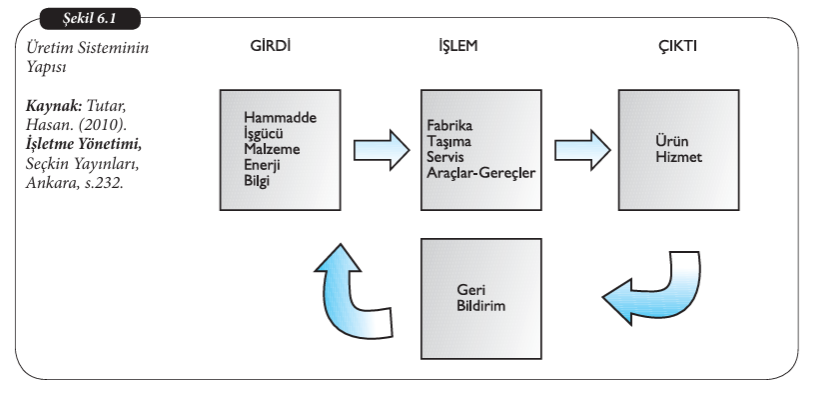 Şekil 6.1
Üretim Sisteminin
Yapısı
Kaynak: Tutar,
Hasan. (2010).
İşletme Yönetimi,
Seçkin Yayınları,
Ankara, s.232.
GİRDİ
İŞLEM
ÇIKTI
Hammadde
İşgücü
Malzeme
Enerji
Bilgi
Fabrika
Taşıma
Servis
Araçlar-Gereçler
Ürün
Hizmet
Geri
Bildirim